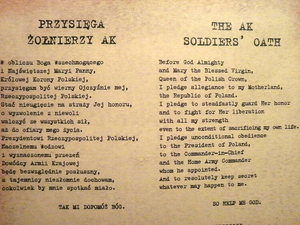 PRZYSIĘGA
ŻOŁNIERZY AK
W obliczu Boga Wszechmogącego
i Najświętszej Maryi Panny,
Królowej Korony Polskiej,
przysięgam być wierny Ojczyźnie mej,
Rzeczypospolitej Polskiej,
Stać nieugięcie na straży Jej honoru,
o wyzwolenie z niewoli
walczyć ze wszystkich sił,
aż do ofiary mego życia.
Prezydentowi Rzeczypospolitej Polskiej,
Naczelnemu Wodzowi
i wyznaczonemu przezeń
Dowódcy Armii Krajowej
będę bezwzględnie posłuszny,
a tajemnicy niezłomnie dochowam,
cokolwiek by mnie spotkać miało.
TAK MI DOPOMÓŻ BÓG.
THE AK
SOLDIERS' OATH
Before God Almighty
and Mary the Blessed Virgin,
Queen of the Polish Crown,
I pledge allegiance to my Motherland,
the Republic of Poland.
I pledge to steadfastly guard Her honor
and to fight for Her liberation
with all my strength
even to the extent of sacrificing my own life.
I pledge unconditional obedience
to the President of Poland,
to the Commander-in-Chief
and the Home Army Commander
whom he appointed.
And to resolutely keep secret
whatever may happen to me.
SO HELP ME GOD.